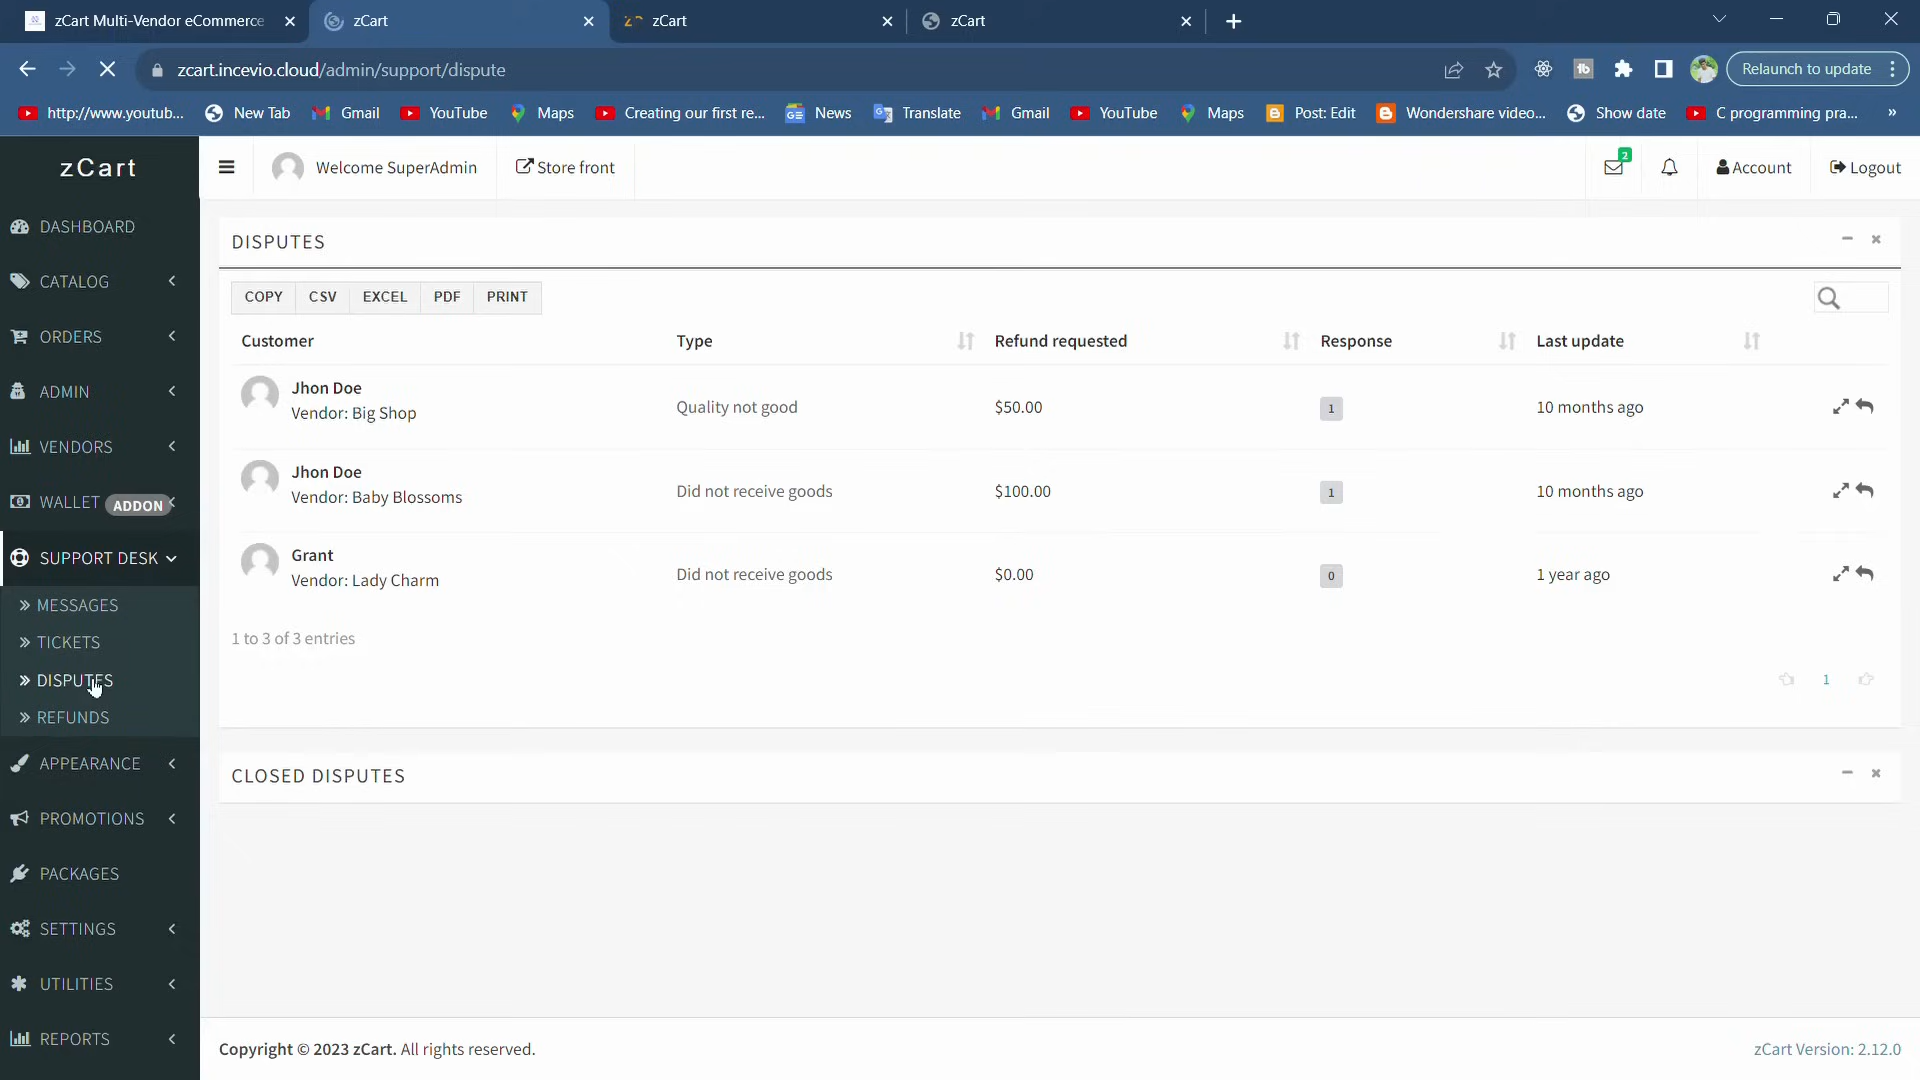 zCart Multi-Vendor eCommerce
zCart
zCart
zCart
zcart.incevio.cloud/admin/support/dispute
Relaunch to update
http://www.youtub...
New Tab
Gmail
YouTube
Maps
Creating our first re...
News
Translate
Gmail
YouTube
Maps
Post: Edit
Wondershare video...
Show date
C programming pra...
»
zCart
Welcome SuperAdmin
Store front
2
Account
Logout
DASHBOARD
CATALOG
ORDERS
ADMIN
VENDORS
WALLET ADDON
SUPPORT DESK
MESSAGES
TICKETS
DISPUTES
REFUNDS
APPEARANCE
PROMOTIONS
PACKAGES
SETTINGS
UTILITIES
REPORTS
DISPUTES
COPY CSV EXCEL PDF PRINT
Customer Type Refund requested Response Last update
Jhon Doe
Vendor: Big Shop
Quality not good $50.00 1 10 months ago
Jhon Doe
Vendor: Baby Blossoms
Did not receive goods $100.00 1 10 months ago
Grant
Vendor: Lady Charm
Did not receive goods $0.00 0 1 year ago
1 to 3 of 3 entries
1
CLOSED DISPUTES
Copyright © 2023 zCart. All rights reserved.
zCart Version: 2.12.0